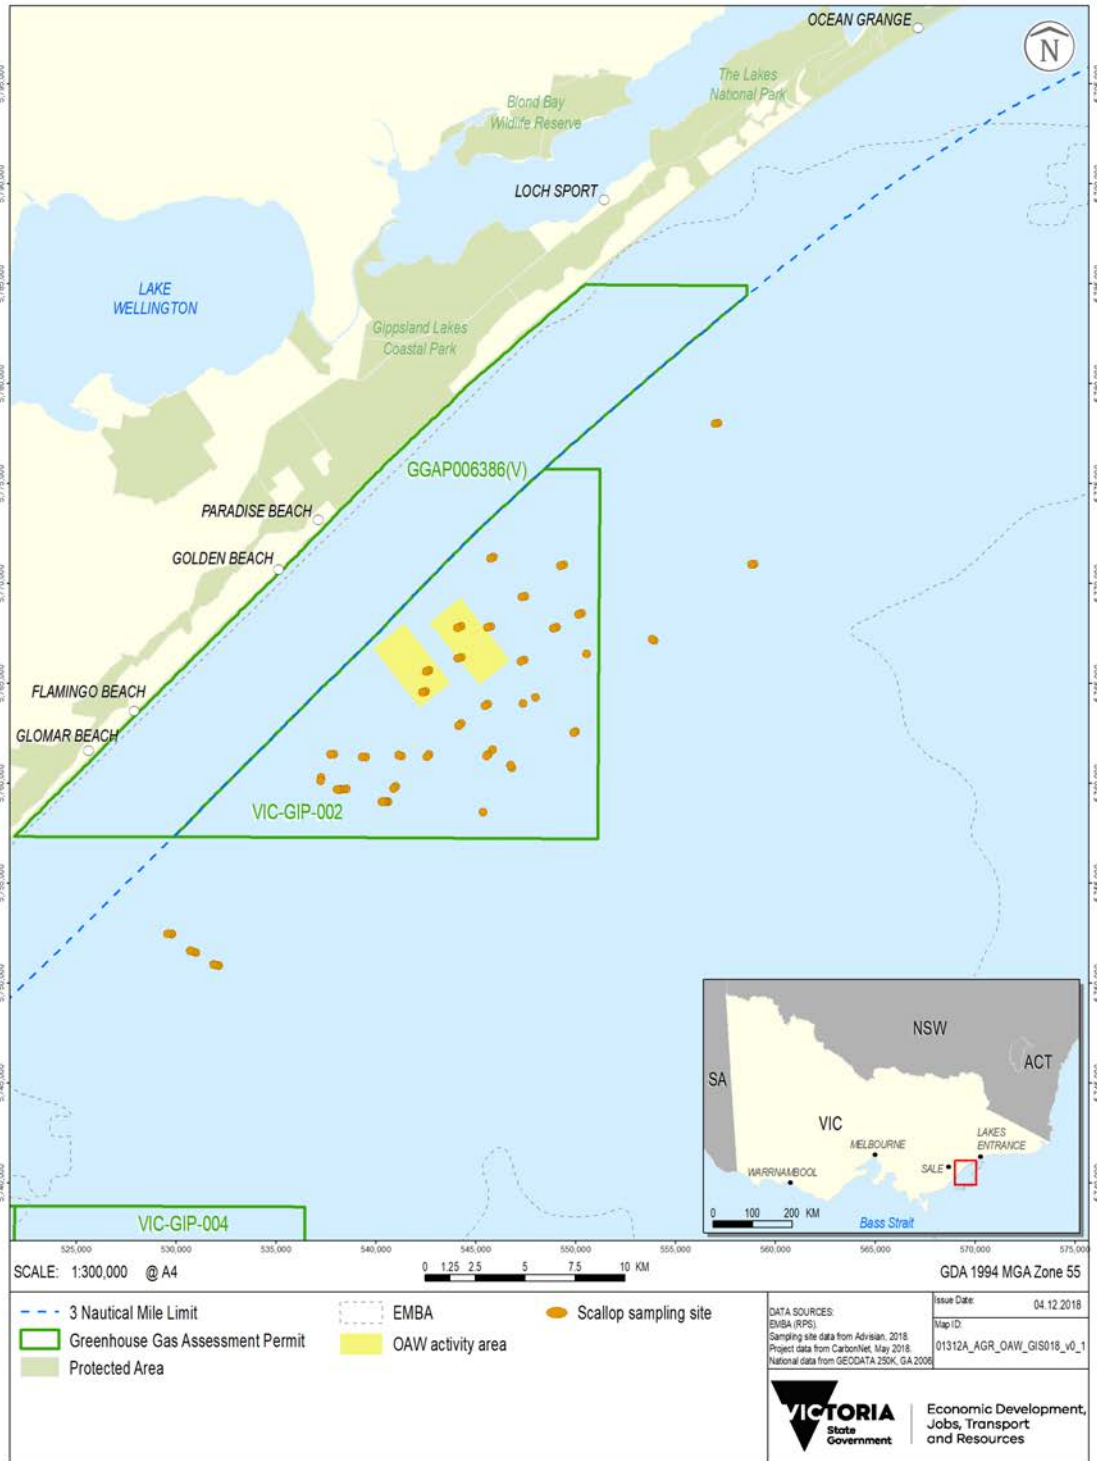 OCEAN GRANGE
N
The Lakes
National Park
Blond Bay
Wildlife Reserve
LOCH SPORT
LAKE
WELLINGTON
Gippsland Lakes
Coastal Park
GGAP006386(V)
PARADISE BEACH
GOLDEN BEACH
FLAMINGO BEACH
GLOMAR BEACH
VIC-GIP-002
VIC-GIP-004
NSW
ACT
SA
VIC
MELBOURNE
LAKES
ENTRANCE
SALE
WARRNAMBOOL
0 100 200 KM
Bass Strait
525,000 530,000 535,000 540,000 545,000 550,000 555,000 560,000 565,000 570,000 575,000
SCALE: 1:300,000 @ A4
0 1.25 2.5 5 7.5 10 KM
GDA 1994 MGA Zone 55
3 Nautical Mile Limit
Greenhouse Gas Assessment Permit
Protected Area
EMBA
OAW activity area
Scallop sampling site
DATA SOURCES:
EMBA (RPS).
Sampling site data from Advisian, 2018.
Project data from CarbonNet, May 2018.
National data from GEODATA 250K, GA 2006
Issue Date:
04.12.2018
Map ID:
01312A_AGR_OAW_GIS018_v0_1
VICTORIA
State
Government
Economic Development,
Jobs, Transport
and Resources